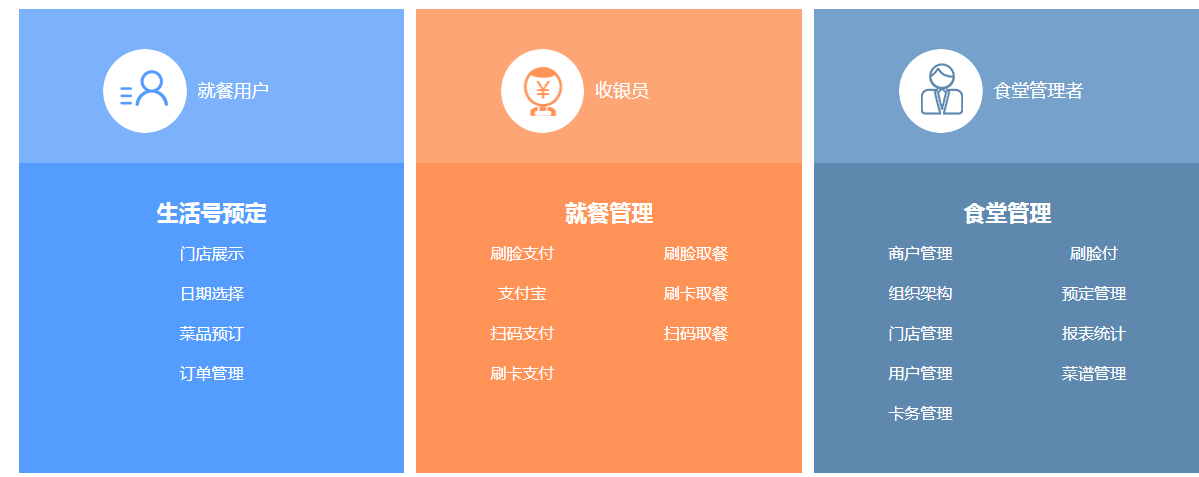 就餐用户
生活号预定
门店展示
日期选择
菜品预订
订单管理
收银员
就餐管理
刷脸支付 刷脸取餐
支付宝 刷卡取餐
扫码支付 扫码取餐
刷卡支付
食堂管理者
食堂管理
商户管理 刷脸付
组织架构 预定管理
门店管理 报表统计
用户管理 菜谱管理
卡务管理